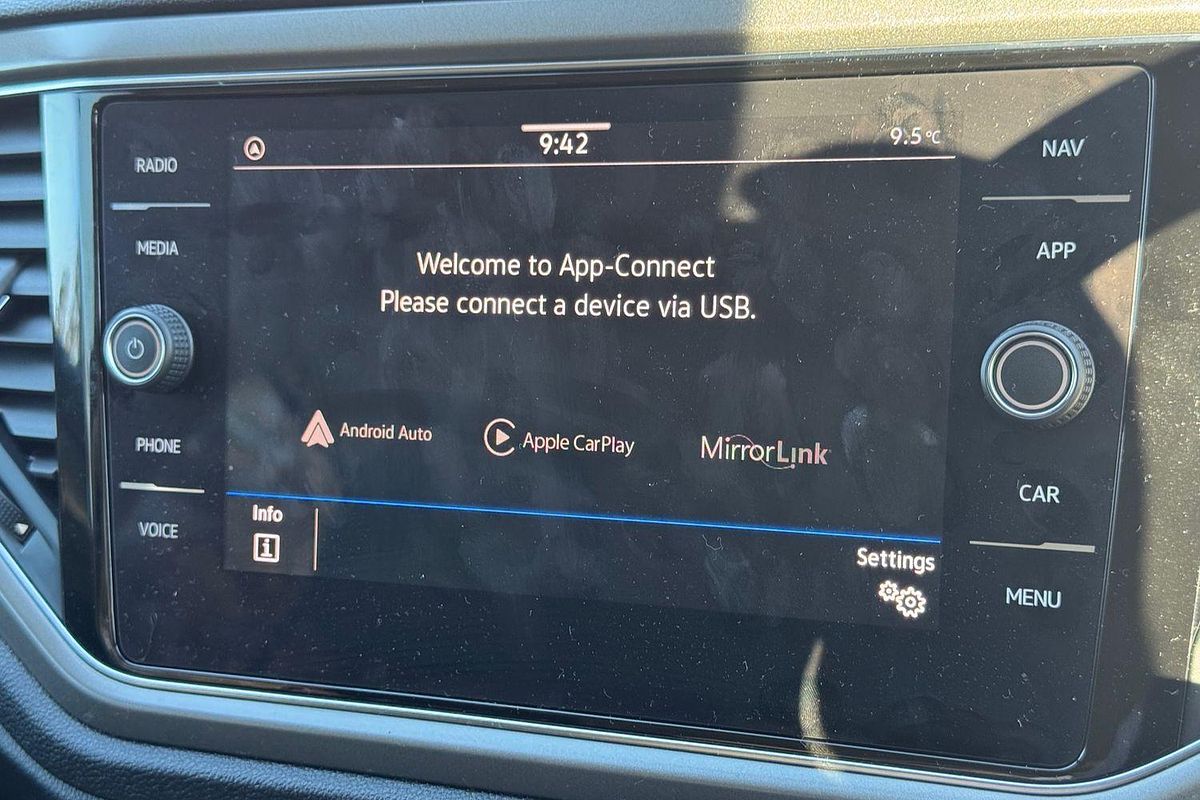 RADIO
MEDIA
PHONE
VOICE
9:42
9.5°C
Welcome to App-Connect
Please connect a device via USB.
Android Auto
Apple CarPlay
MirrorLink
Info
Settings
NAV
APP
CAR
MENU